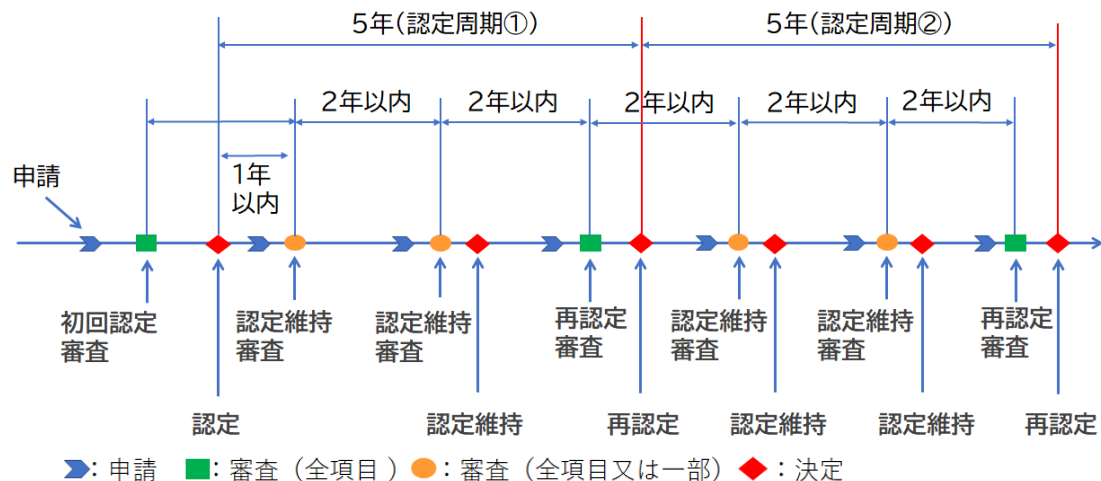 5年(認定周期①)
5年(認定周期②)
2年以内
2年以内
2年以内
2年以内
2年以内
1年
以内
申請
初回認定
審査
認定維持
審査
認定維持
審査
再認定
審査
認定維持
審査
認定維持
審査
再認定
審査
認定
認定維持
再認定
認定維持
認定維持
再認定
：申請 ：審査（全項目 ） ：審査（全項目又は一部） ：決定